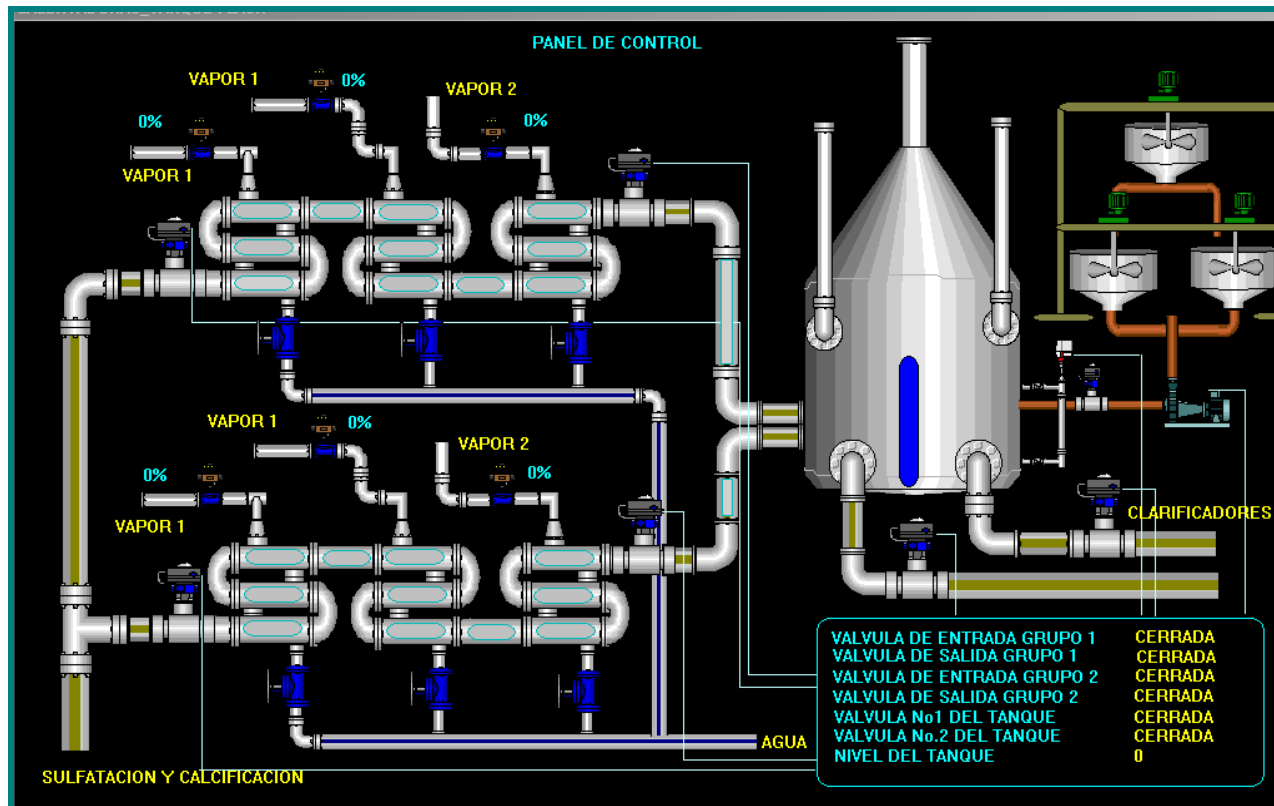 PANEL DE CONTROL
VAPOR 1
0%
VAPOR 2
0%
0%
VAPOR 1
VAPOR 1
0%
VAPOR 2
0%
0%
VAPOR 1
CLARIFICADORES
AGUA
SULFATACION Y CALCIFICACION
VALVULA DE ENTRADA GRUPO 1 CERRADA
VALVULA DE SALIDA GRUPO 1 CERRADA
VALVULA DE ENTRADA GRUPO 2 CERRADA
VALVULA DE SALIDA GRUPO 2 CERRADA
VALVULA No1 DEL TANQUE CERRADA
VALVULA No.2 DEL TANQUE CERRADA
NIVEL DEL TANQUE 0